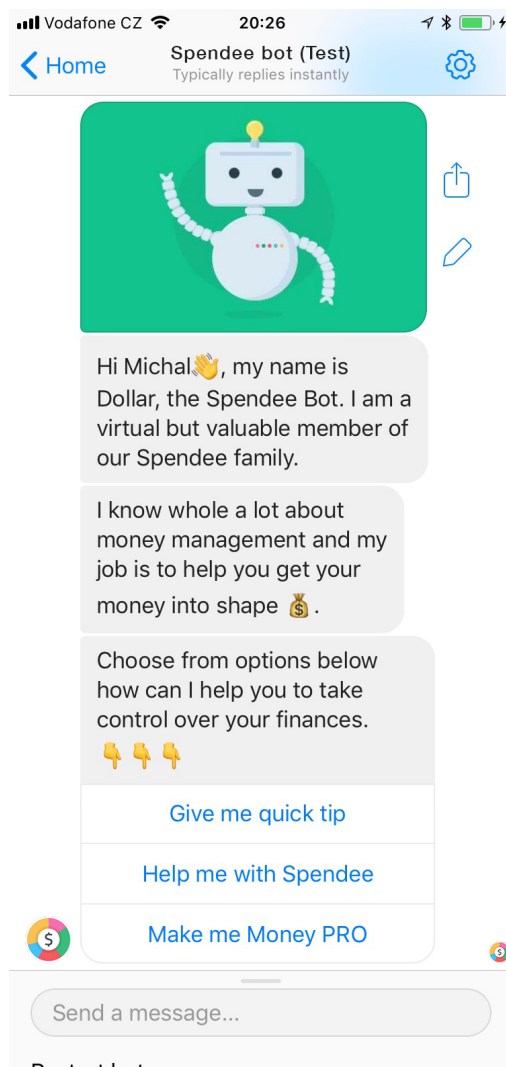 Vodafone CZ 20:26
Home
Spendee bot (Test)
Typically replies instantly
Hi Michal👋, my name is
Dollar, the Spendee Bot. I am a
virtual but valuable member of
our Spendee family.
I know whole a lot about
money management and my
job is to help you get your
money into shape 💰.
Choose from options below
how can I help you to take
control over your finances.
👇👇👇
Give me quick tip
Help me with Spendee
Make me Money PRO
$
$
Send a message...